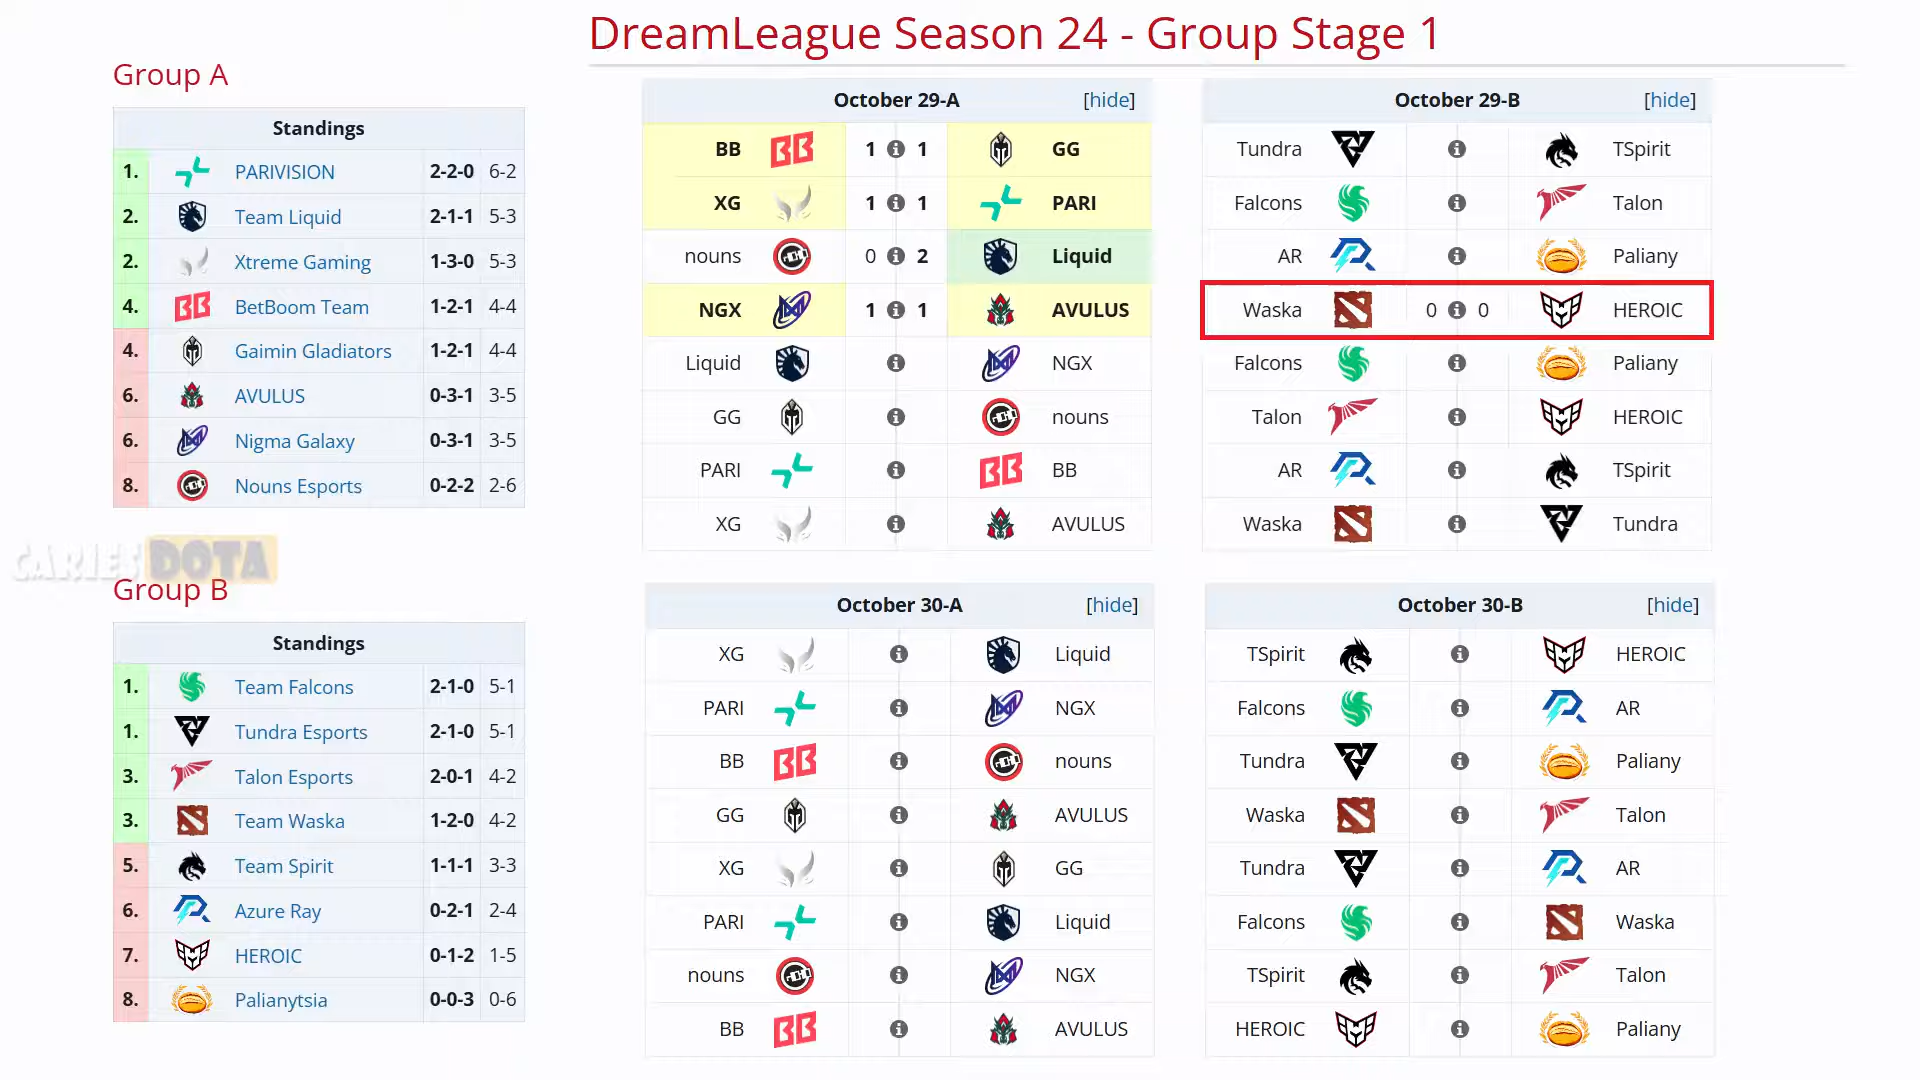 DreamLeague Season 24 - Group Stage 1
Group A
Standings
1. PARIVISION 2-2-0 6-2
2. Team Liquid 2-1-1 5-3
2. Xtreme Gaming 1-3-0 5-3
4. BetBoom Team 1-2-1 4-4
4. Gaimin Gladiators 1-2-1 4-4
6. AVULUS 0-3-1 3-5
6. Nigma Galaxy 0-3-1 3-5
8. Nouns Esports 0-2-2 2-6
CARIES DOTA
Group B
Standings
1. Team Falcons 2-1-0 5-1
1. Tundra Esports 2-1-0 5-1
3. Talon Esports 2-0-1 4-2
3. Team Waska 1-2-0 4-2
5. Team Spirit 1-1-1 3-3
6. Azure Ray 0-2-1 2-4
7. HEROIC 0-1-2 1-5
8. Palianytsia 0-0-3 0-6
October 29-A [hide]
BB BB 1 1 GG
XG 1 1 PARI
nouns 0 2 Liquid
NGX 1 1 AVULUS
Liquid NGX
GG nouns
PARI BB BB
XG AVULUS
October 29-B [hide]
Tundra TSpirit
Falcons Talon
AR Paliany
Waska 0 0 HEROIC
Falcons Paliany
Talon HEROIC
AR TSpirit
Waska Tundra
October 30-A [hide]
XG Liquid
PARI NGX
BB BB nouns
GG AVULUS
XG GG
PARI Liquid
nouns NGX
BB BB AVULUS
October 30-B [hide]
TSpirit HEROIC
Falcons AR
Tundra Paliany
Waska Talon
Tundra AR
Falcons Waska
TSpirit Talon
HEROIC Paliany